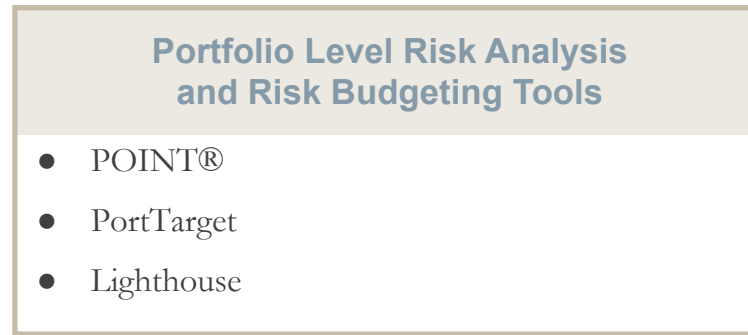 Portfolio Level Risk Analysis
and Risk Budgeting Tools
● POINT®
● PortTarget
● Lighthouse